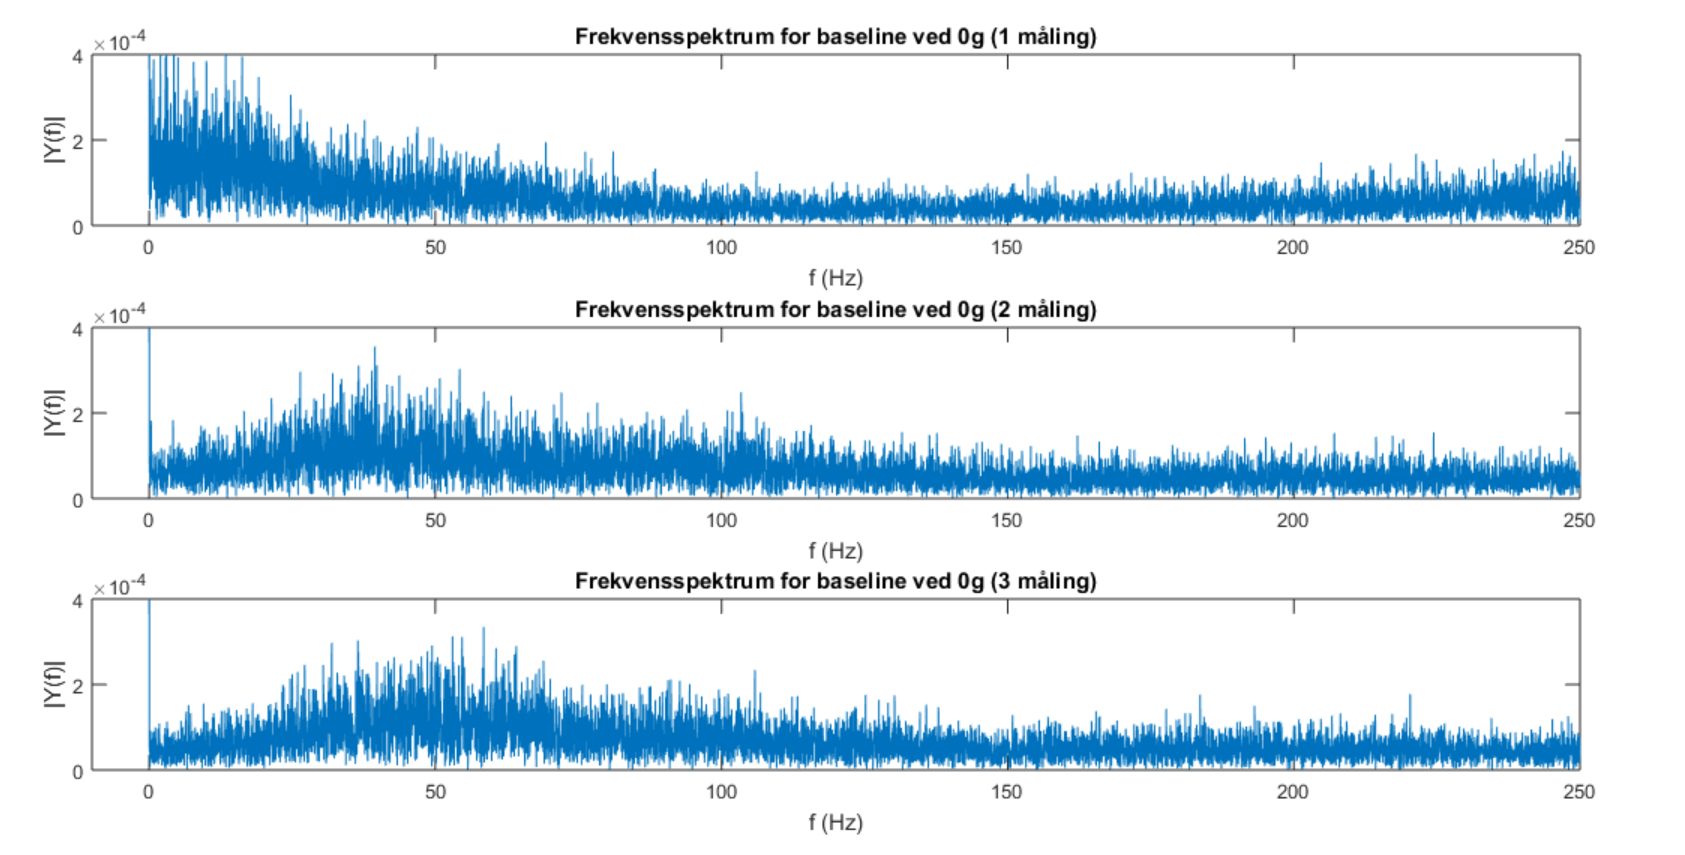 Frekvensspektrum for baseline ved 0g (1 måling)
×10-4
4
2
0
|Y(f)|
0 50 100 150 200 250
f (Hz)
Frekvensspektrum for baseline ved 0g (2 måling)
×10-4
4
2
0
|Y(f)|
0 50 100 150 200 250
f (Hz)
Frekvensspektrum for baseline ved 0g (3 måling)
×10-4
4
2
0
|Y(f)|
0 50 100 150 200 250
f (Hz)